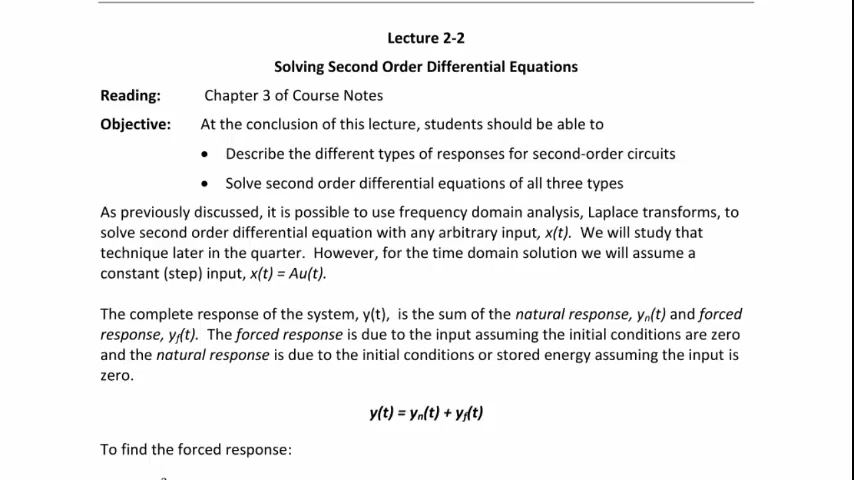 Lecture 2-2
Solving Second Order Differential Equations
Reading: Chapter 3 of Course Notes
Objective: At the conclusion of this lecture, students should be able to
• Describe the different types of responses for second-order circuits
• Solve second order differential equations of all three types
As previously discussed, it is possible to use frequency domain analysis, Laplace transforms, to
solve second order differential equation with any arbitrary input, x(t). We will study that
technique later in the quarter. However, for the time domain solution we will assume a
constant (step) input, x(t) = Au(t).
The complete response of the system, y(t), is the sum of the natural response, yn(t) and forced
response, yf(t). The forced response is due to the input assuming the initial conditions are zero
and the natural response is due to the initial conditions or stored energy assuming the input is
zero.
y(t) = yn(t) + yf(t)
To find the forced response: